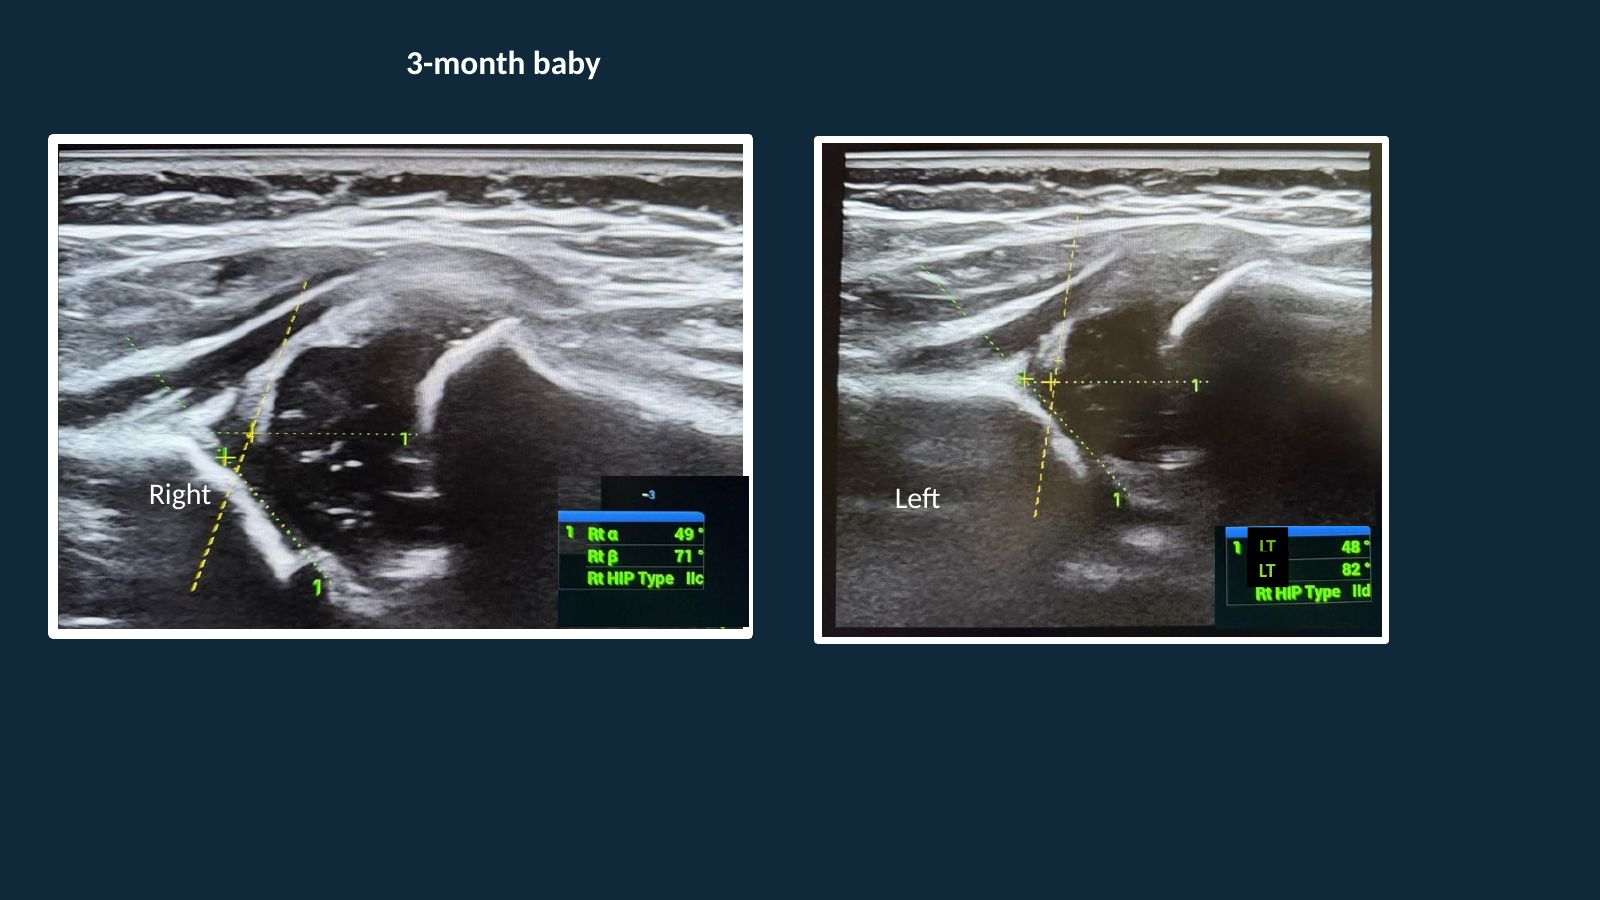 3-month baby
1
1
Right
-3
1 Rt α 49 °
Rt β 71 °
Rt HIP Type IIc
1
1
Left
1 LT 48 °
LT 82 °
Rt HIP Type IId